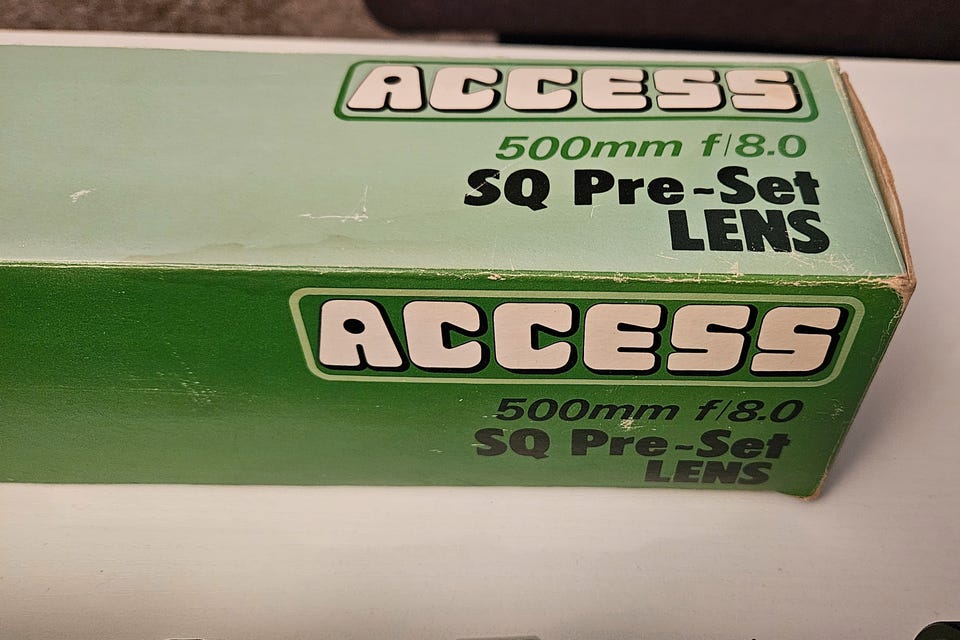 ACCESS
500mm f/8.0
SQ Pre-Set
LENS
ACCESS
500mm f/8.0
SQ Pre-Set
LENS